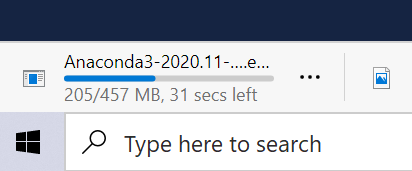 Anaconda3-2020.11-....e...
205/457 MB, 31 secs left
Type here to search